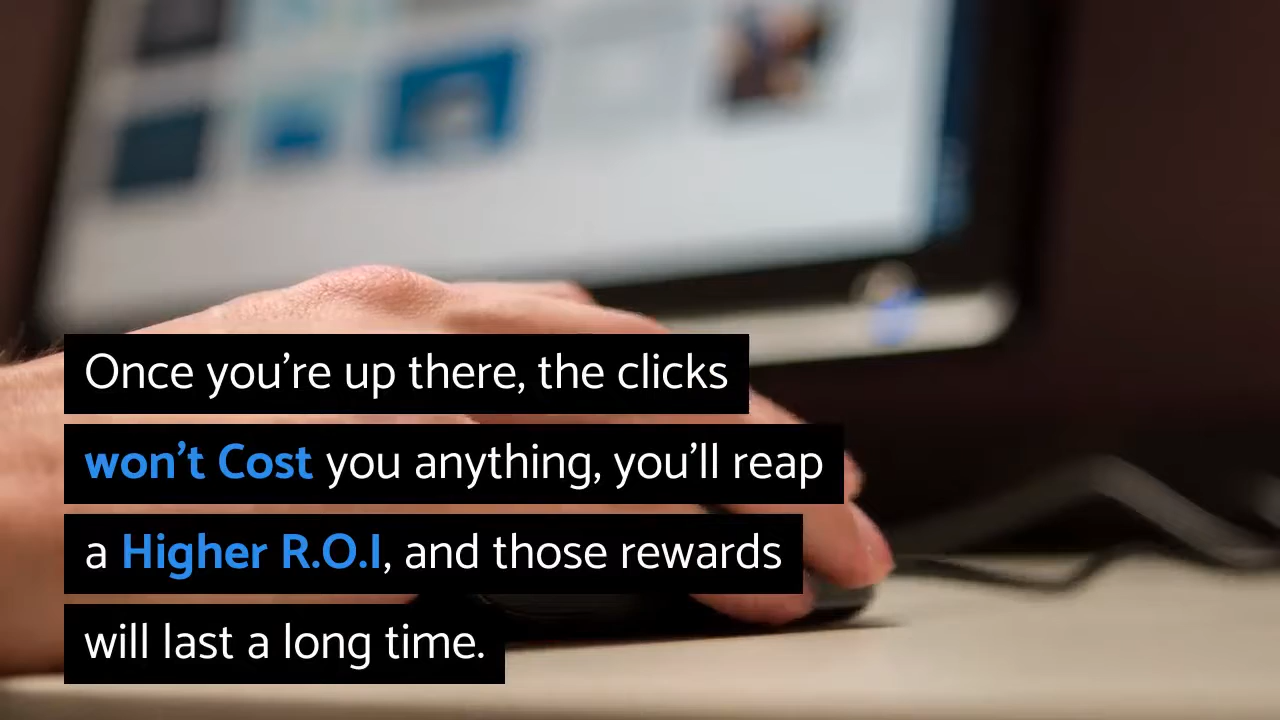 Once you're up there, the clicks
won't Cost you anything, you'll reap
a Higher R.O.I, and those rewards
will last a long time.